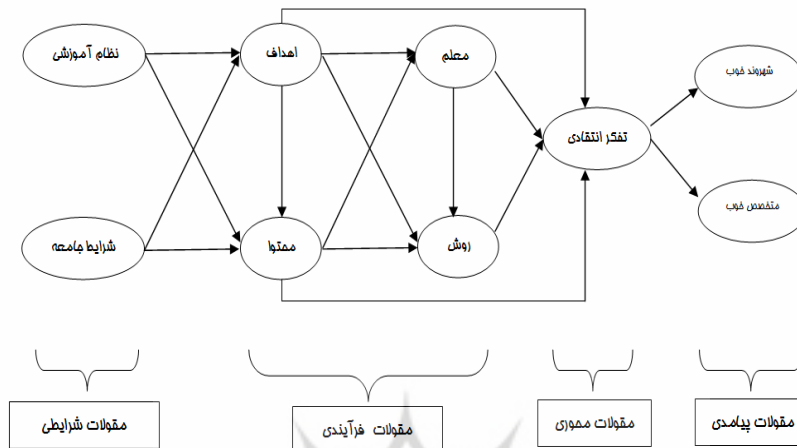 نظام آموزشی
اهداف
معلم
شهروند خوب
تفکر انتقادی
متخصص خوب
شرایط جامعه
محتوا
روش
مقولات شرایطی
مقولات فرآیندی
مقولات محوری
مقولات پیامدی